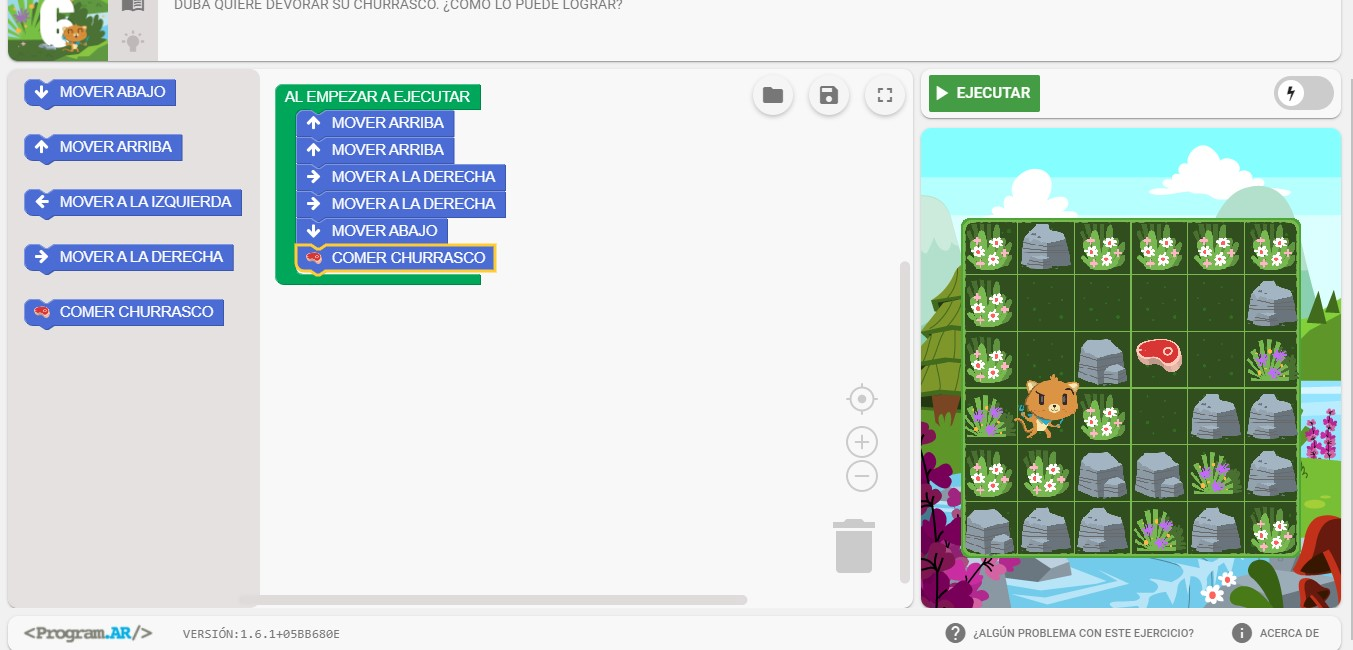 6
DUBA QUIERE DEVORAR SU CHURRASCO. ¿CÓMO LO PUEDE LOGRAR?
MOVER ABAJO
MOVER ARRIBA
MOVER A LA IZQUIERDA
MOVER A LA DERECHA
COMER CHURRASCO
AL EMPEZAR A EJECUTAR
MOVER ARRIBA
MOVER ARRIBA
MOVER A LA DERECHA
MOVER A LA DERECHA
MOVER ABAJO
COMER CHURRASCO
EJECUTAR
<Program.AR/>
VERSIÓN:1.6.1+05BB680E
¿ALGÚN PROBLEMA CON ESTE EJERCICIO?
ACERCA DE